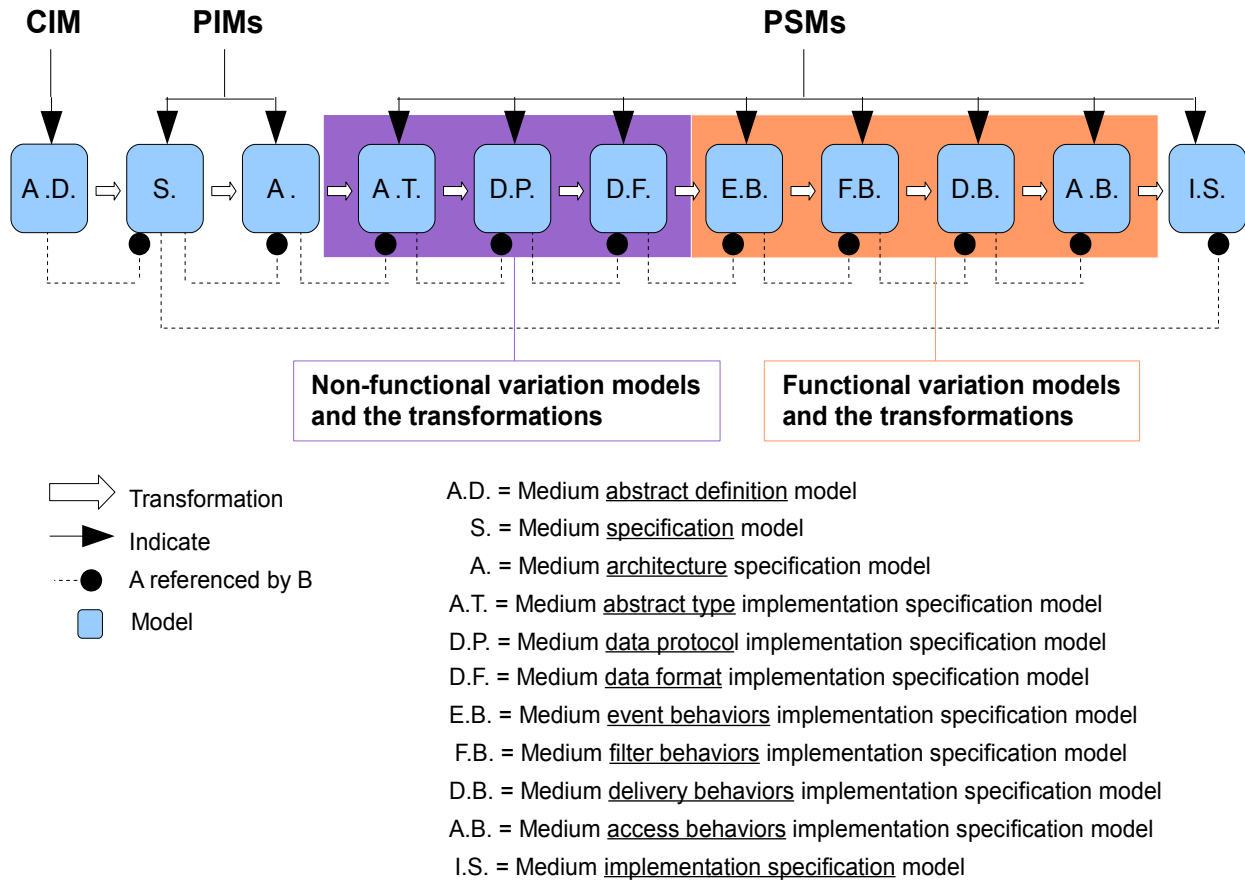 CIM PIMs PSMs
A .D. S. A . A .T. D.P. D.F. E.B. F.B. D.B. A .B. I.S.
Non-functional variation models
and the transformations
Functional variation models
and the transformations
Transformation
Indicate
A referenced by B
Model
A.D. = Medium abstract definition model
S. = Medium specification model
A. = Medium architecture specification model
A.T. = Medium abstract type implementation specification model
D.P. = Medium data protocol implementation specification model
D.F. = Medium data format implementation specification model
E.B. = Medium event behaviors implementation specification model
F.B. = Medium filter behaviors implementation specification model
D.B. = Medium delivery behaviors implementation specification model
A.B. = Medium access behaviors implementation specification model
I.S. = Medium implementation specification model